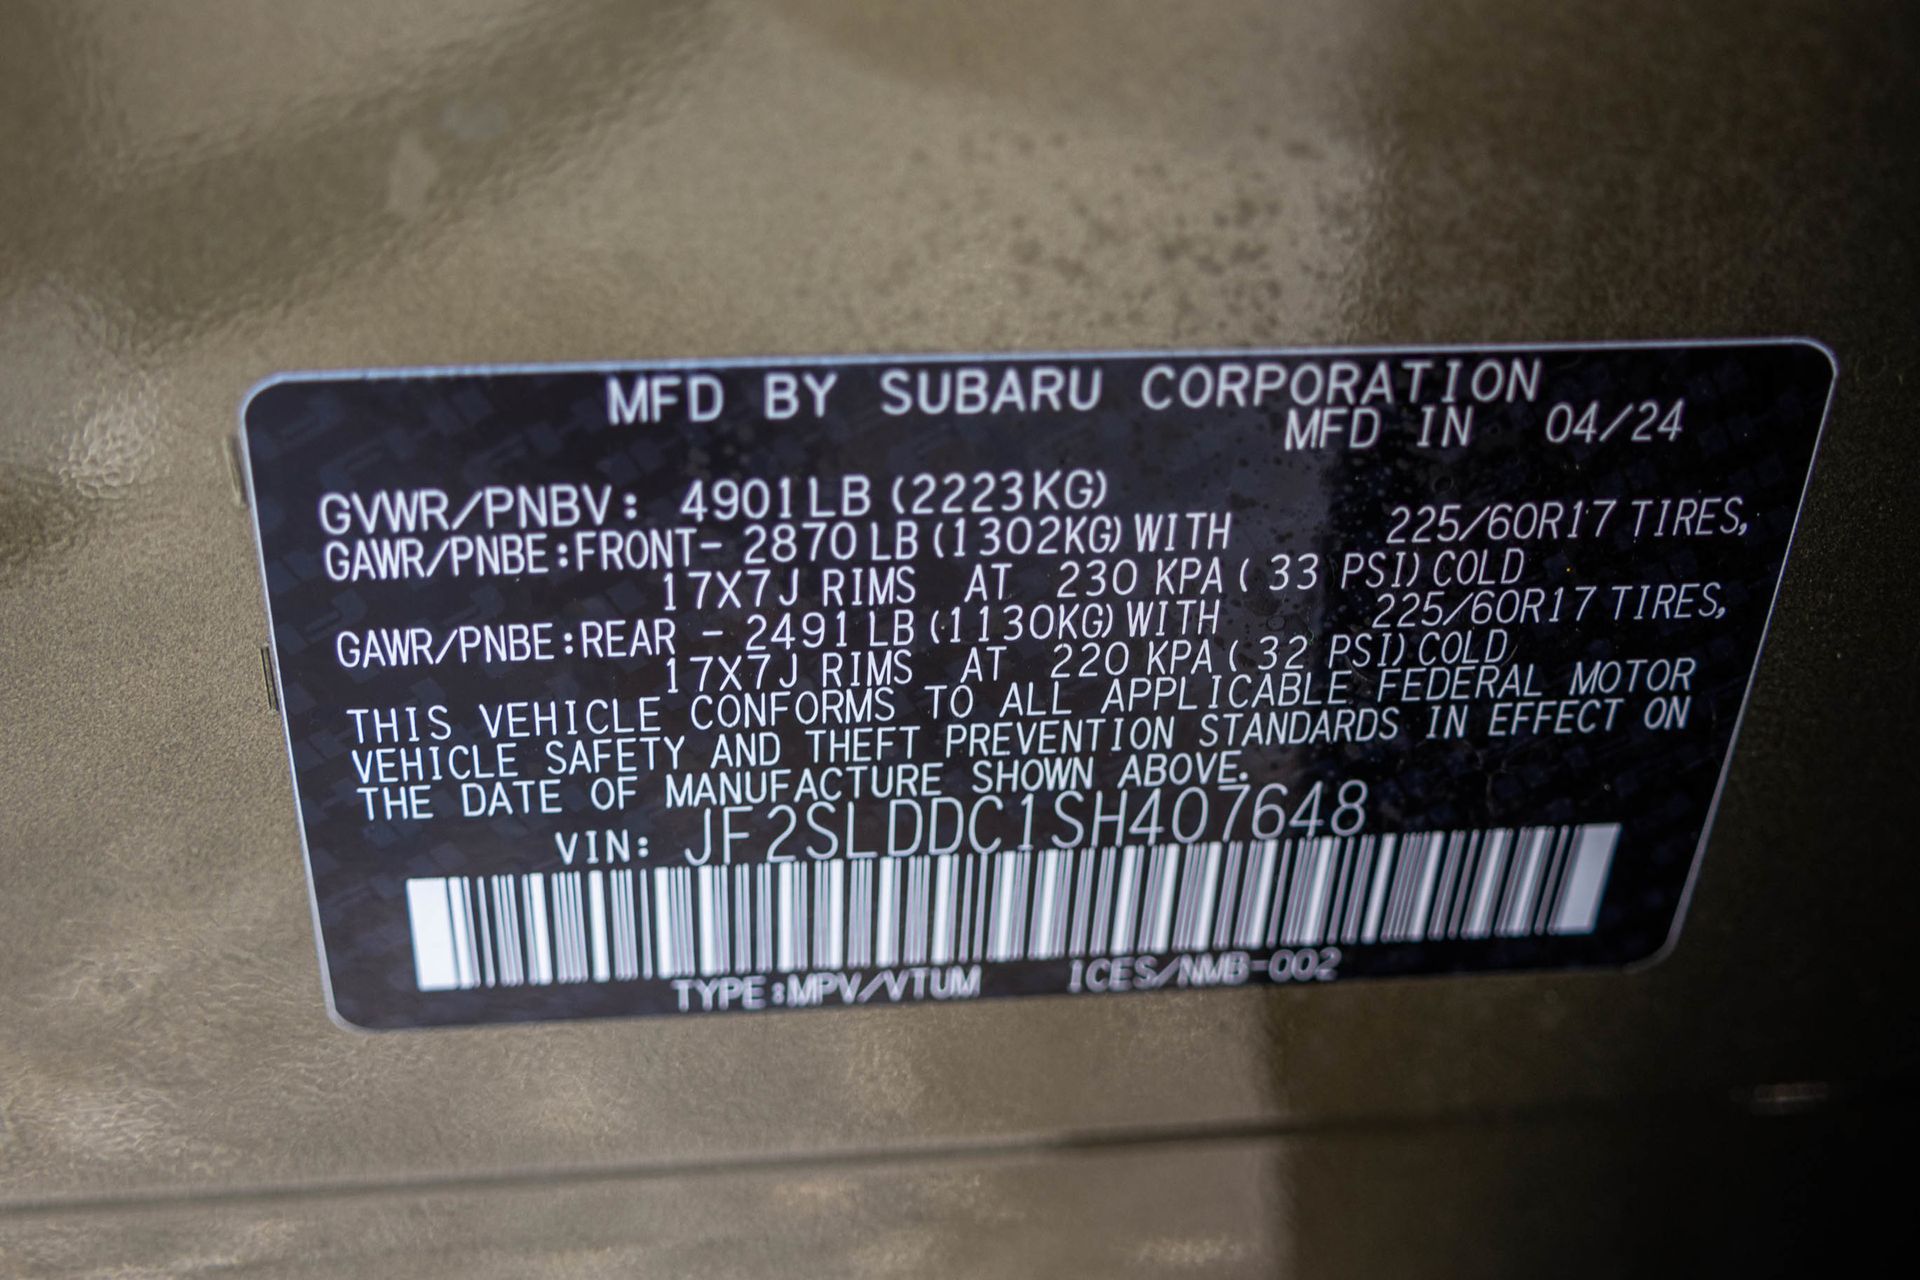 MFD BY SUBARU CORPORATION
MFD IN 04/24
GVWR/PNBV: 4901LB (2223KG)
GAWR/PNBE:FRONT- 2870LB(1302KG)WITH 225/60R17 TIRES,
17X7J RIMS AT 230 KPA( 33 PSI)COLD
GAWR/PNBE:REAR - 2491LB(1130KG)WITH 225/60R17 TIRES,
17X7J RIMS AT 220 KPA( 32 PSI)COLD
THIS VEHICLE CONFORMS TO ALL APPLICABLE FEDERAL MOTOR
VEHICLE SAFETY AND THEFT PREVENTION STANDARDS IN EFFECT ON
THE DATE OF MANUFACTURE SHOWN ABOVE.
VIN: JF2SLDDC1SH407648
TYPE:MPV/VTUM ICES/NMB-002